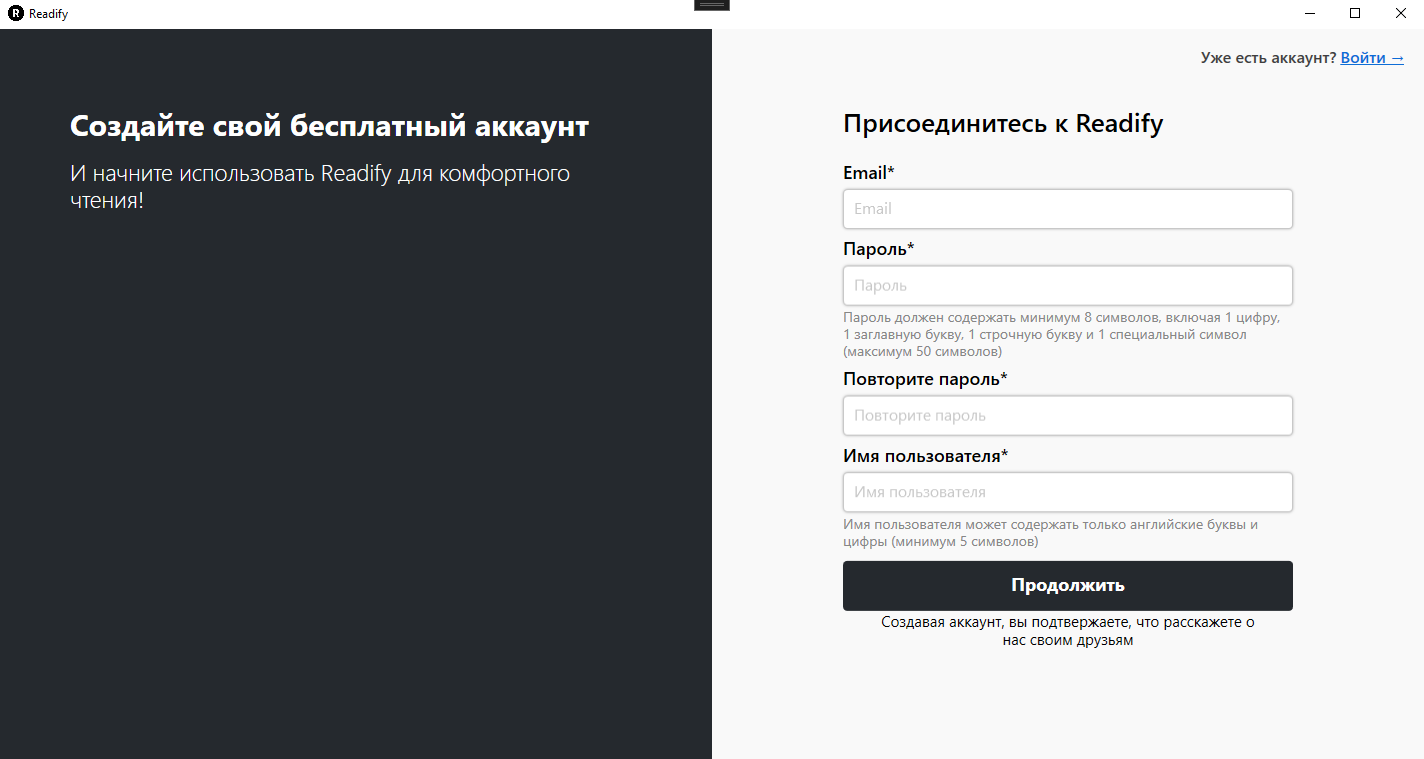 Readify
Уже есть аккаунт? Войти →
Создайте свой бесплатный аккаунт
И начните использовать Readify для комфортного
чтения!
Присоединитесь к Readify
Email*
Email
Пароль*
Пароль
Пароль должен содержать минимум 8 символов, включая 1 цифру,
1 заглавную букву, 1 строчную букву и 1 специальный символ
(максимум 50 символов)
Повторите пароль*
Повторите пароль
Имя пользователя*
Имя пользователя
Имя пользователя может содержать только английские буквы и
цифры (минимум 5 символов)
Продолжить
Создавая аккаунт, вы подтвержаете, что расскажете о
нас своим друзьям